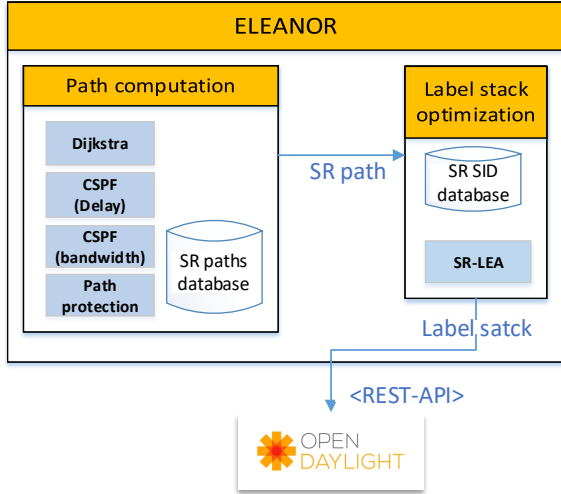 ELEANOR
Path computation
Dijkstra
CSPF
(Delay)
CSPF
(bandwidth)
Path
protection
SR paths
database
SR path
Label stack
optimization
SR SID
database
SR-LEA
Label satck
<REST-API>
OPEN
DAYLIGHT